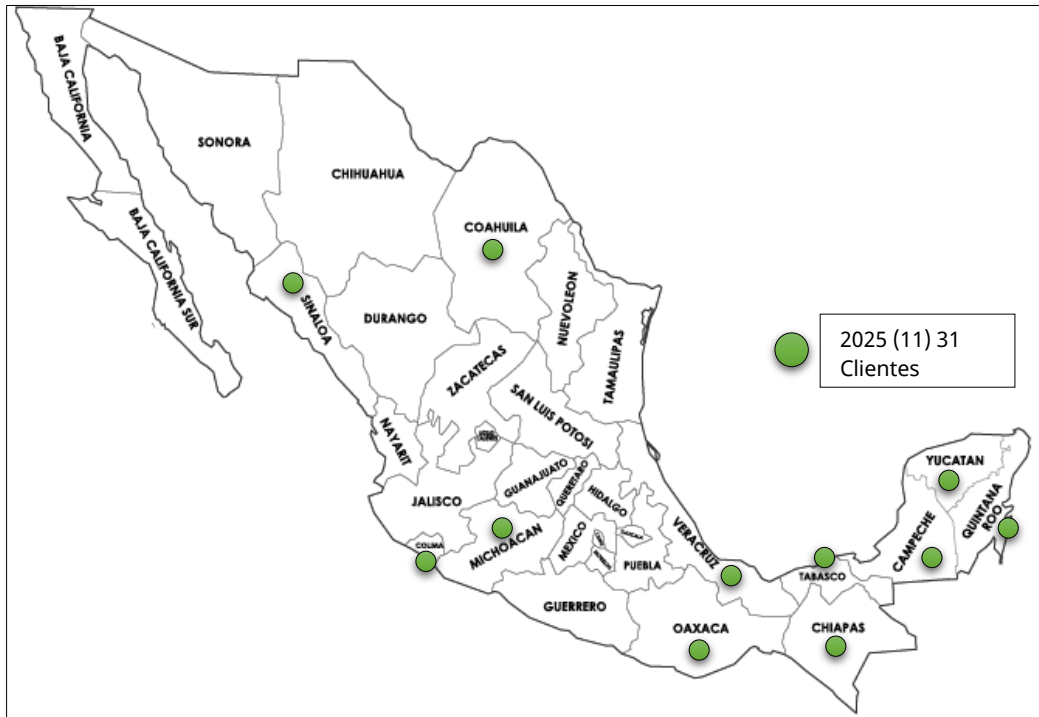 BAJA CALIFORNIA
SONORA
CHIHUAHUA
COAHUILA
BAJA CALIFORNIA SUR
SINALOA
DURANGO
NUEVOLEON
TAMAULIPAS
ZACATECAS
SAN LUIS POTOSI
NAYARIT
2025 (11) 31
Clientes
JALISCO
GUANAJUATO
QUERETARO
HIDALGO
COLIMA
MICHOACAN
MEXICO
PUEBLA
VERACRUZ
TABASCO
CAMPECHE
YUCATAN
QUINTANA
ROO
GUERRERO
OAXACA
CHIAPAS